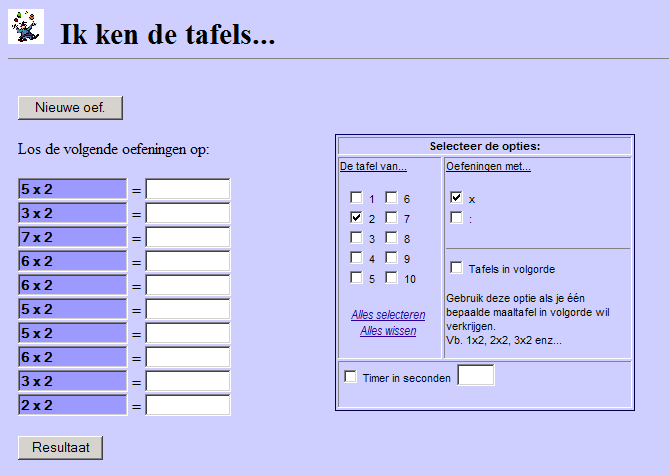 Ik ken de tafels...
Nieuwe oef.
Los de volgende oefeningen op:
5 x 2 =
3 x 2 =
7 x 2 =
6 x 2 =
6 x 2 =
5 x 2 =
5 x 2 =
6 x 2 =
3 x 2 =
2 x 2 =
Resultaat
Selecteer de opties:
De tafel van...
1 6
2 7
3 8
4 9
5 10
Alles selecteren
Alles wissen
Oefeningen met...
x
:
Tafels in volgorde
Gebruik deze optie als je één
bepaalde maaltafel in volgorde wil
verkrijgen.
Vb. 1x2, 2x2, 3x2 enz...
Timer in seconden